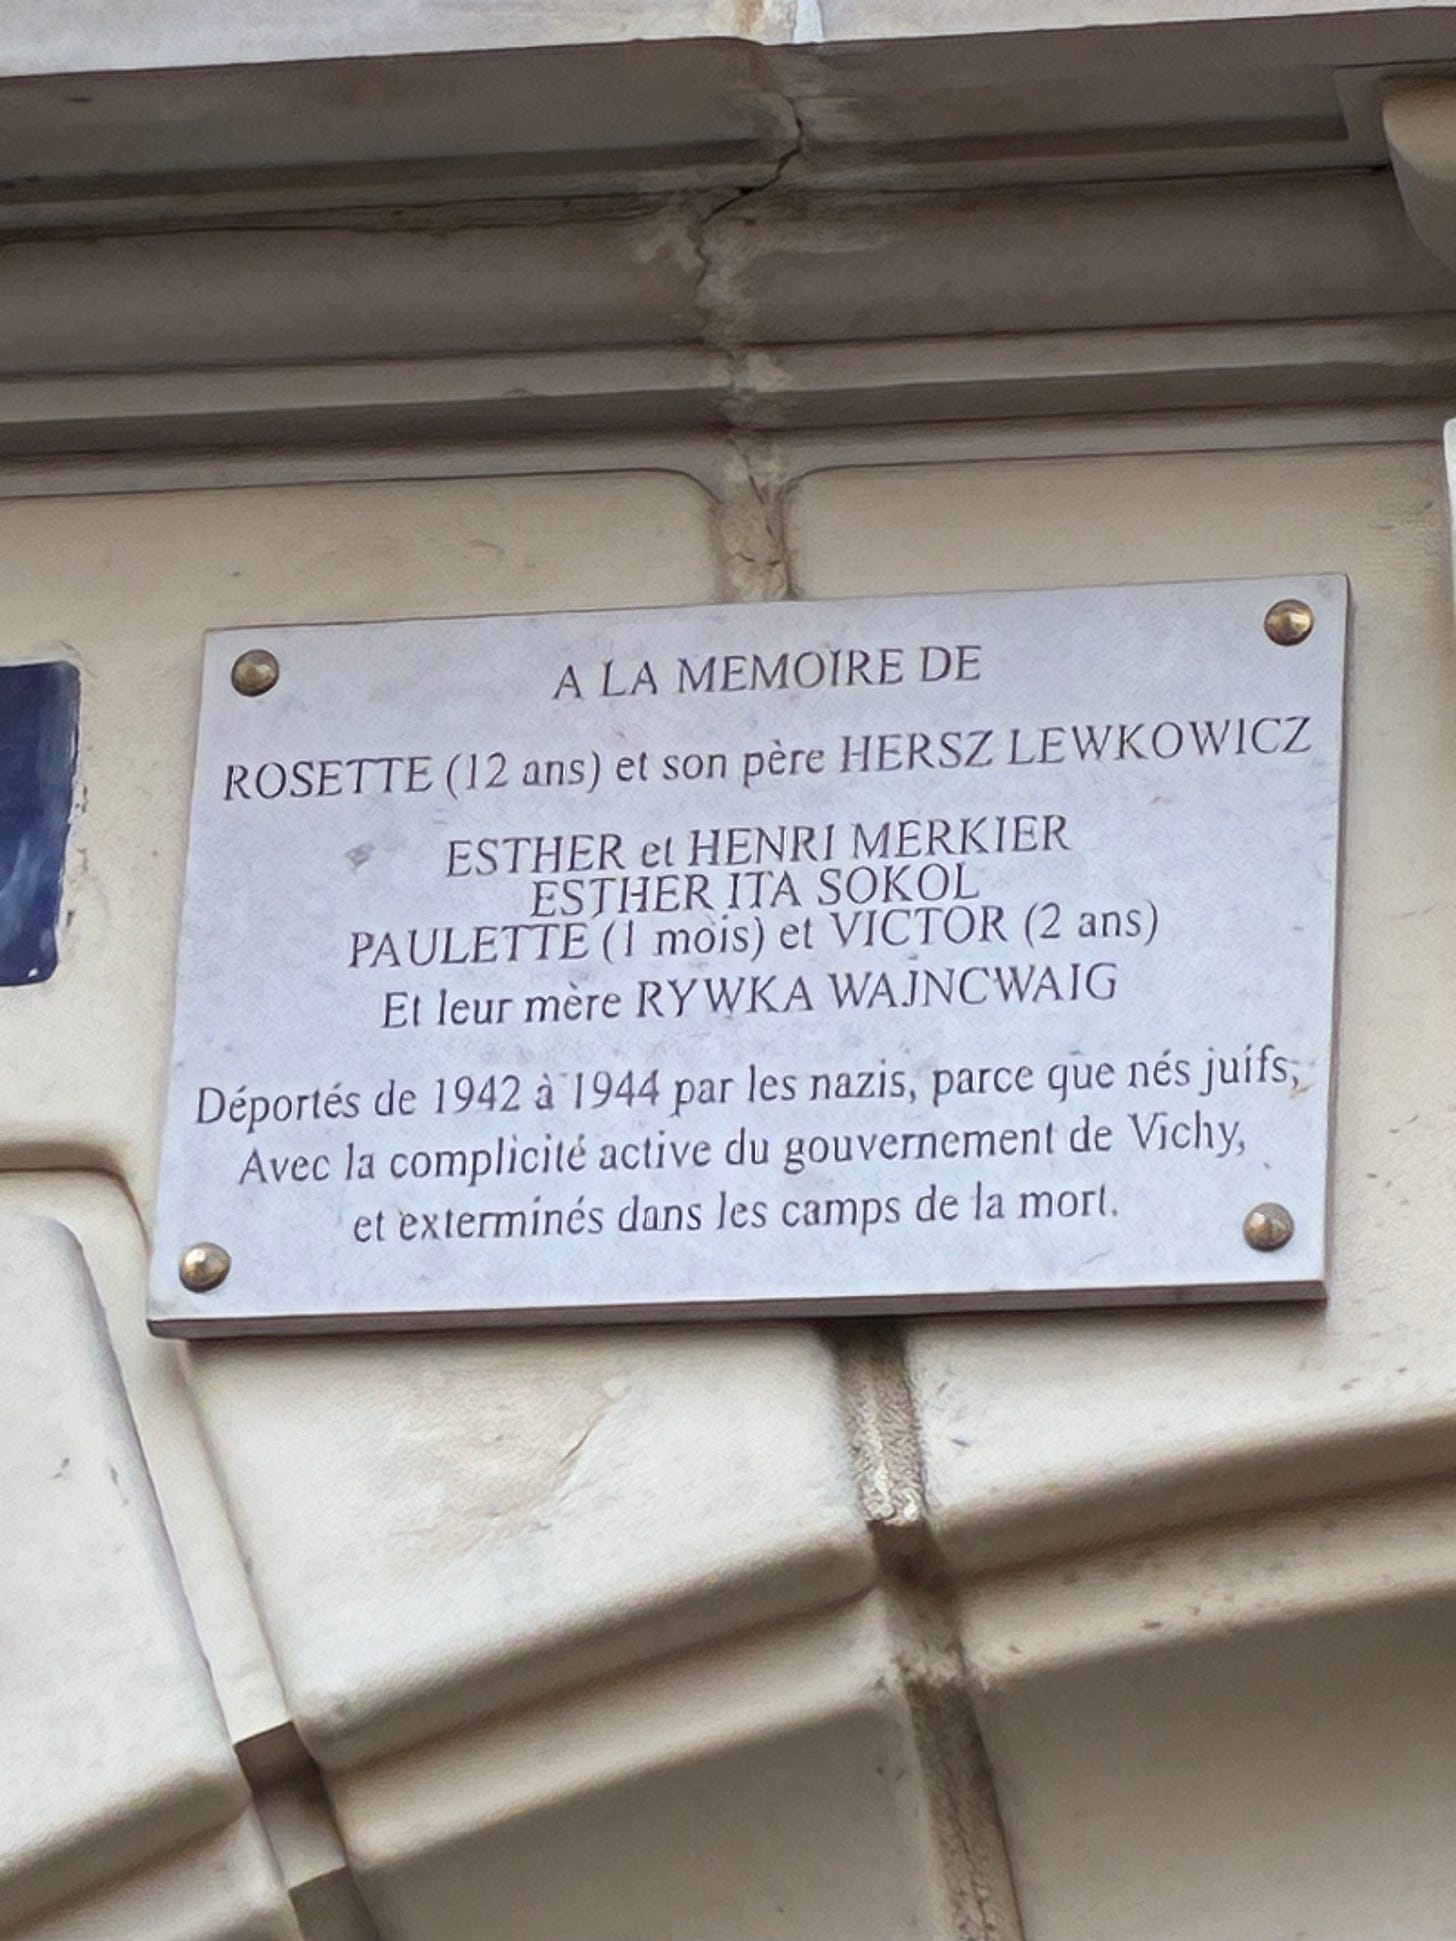 A LA MEMOIRE DE
ROSETTE (12 ans) et son père HERSZ LEWKOWICZ
ESTHER et HENRI MERKIER
ESTHER ITA SOKOL
PAULETTE (1 mois) et VICTOR (2 ans)
Et leur mère RYWKA WAJNCWAIG
Déportés de 1942 à 1944 par les nazis, parce que nés juifs,
Avec la complicité active du gouvernement de Vichy,
et exterminés dans les camps de la mort.